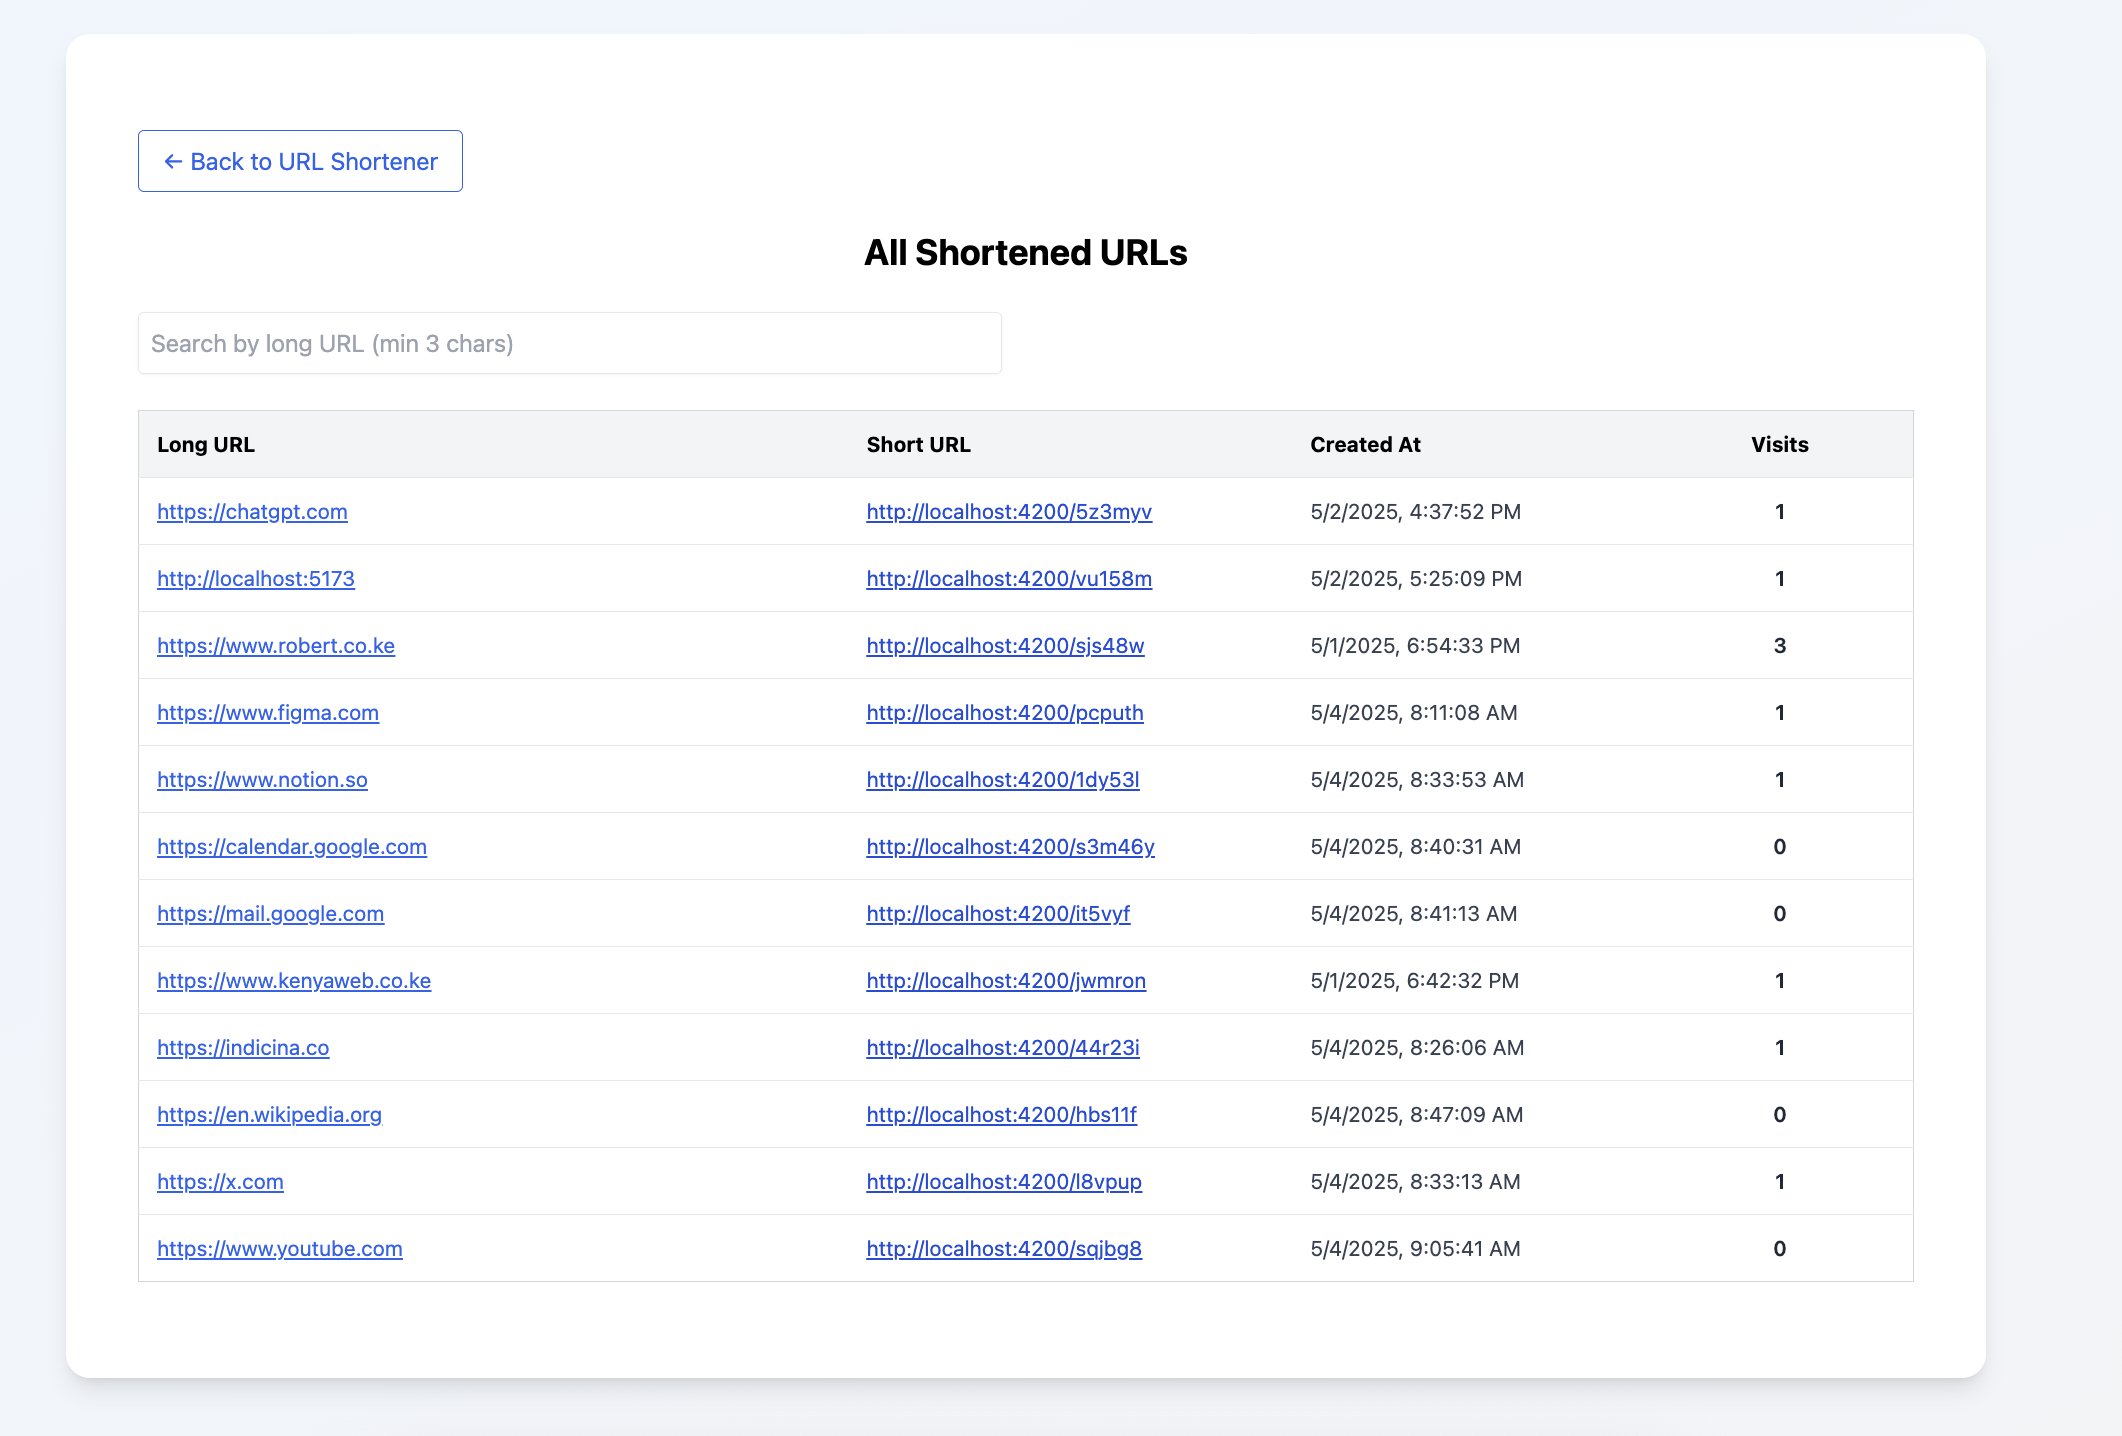 ← Back to URL Shortener
All Shortened URLs
Search by long URL (min 3 chars)
Long URL Short URL Created At Visits
https://chatgpt.com http://localhost:4200/5z3myv 5/2/2025, 4:37:52 PM 1
http://localhost:5173 http://localhost:4200/vu158m 5/2/2025, 5:25:09 PM 1
https://www.robert.co.ke http://localhost:4200/sjs48w 5/1/2025, 6:54:33 PM 3
https://www.figma.com http://localhost:4200/pcputh 5/4/2025, 8:11:08 AM 1
https://www.notion.so http://localhost:4200/1dy53l 5/4/2025, 8:33:53 AM 1
https://calendar.google.com http://localhost:4200/s3m46y 5/4/2025, 8:40:31 AM 0
https://mail.google.com http://localhost:4200/it5vyf 5/4/2025, 8:41:13 AM 0
https://www.kenyaweb.co.ke http://localhost:4200/jwmron 5/1/2025, 6:42:32 PM 1
https://indicina.co http://localhost:4200/44r23i 5/4/2025, 8:26:06 AM 1
https://en.wikipedia.org http://localhost:4200/hbs11f 5/4/2025, 8:47:09 AM 0
https://x.com http://localhost:4200/l8vpup 5/4/2025, 8:33:13 AM 1
https://www.youtube.com http://localhost:4200/sqjbg8 5/4/2025, 9:05:41 AM 0